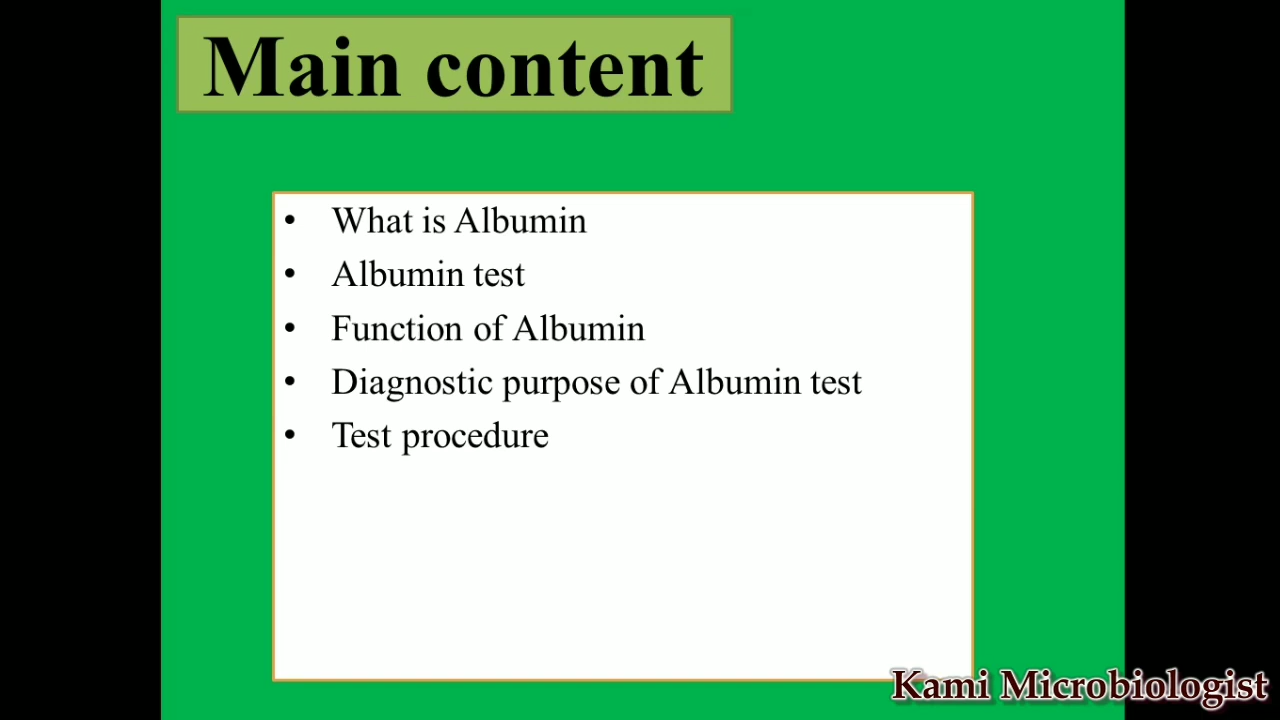 Main content
• What is Albumin
• Albumin test
• Function of Albumin
• Diagnostic purpose of Albumin test
• Test procedure
Kami Microbiologist